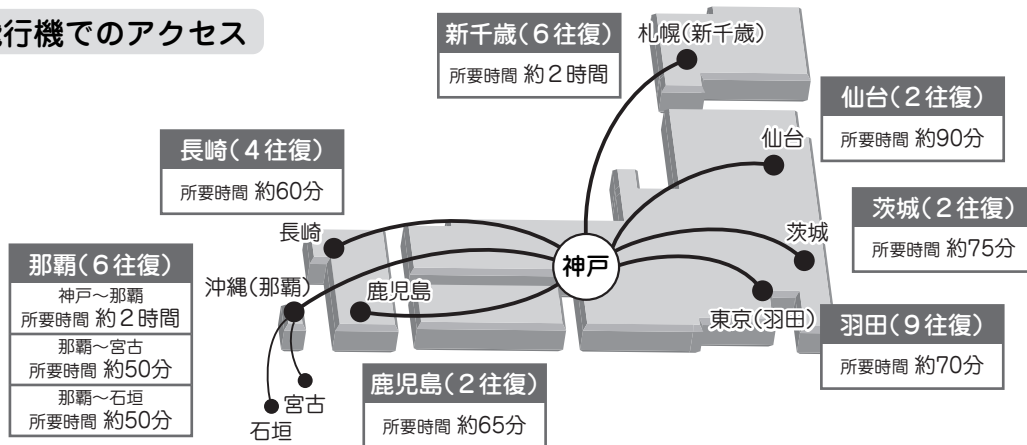 行機でのアクセス
新千歳(6往復)
所要時間 約2時間
札幌(新千歳)
仙台(2往復)
所要時間 約90分
仙台
長崎(4往復)
所要時間 約60分
茨城(2往復)
所要時間 約75分
長崎
茨城
神戸
那覇(6往復)
神戸~那覇
所要時間 約2時間
那覇~宮古
所要時間 約50分
那覇~石垣
所要時間 約50分
沖縄(那覇)
鹿児島
東京(羽田)
羽田(9往復)
所要時間 約70分
鹿児島(2往復)
所要時間 約65分
宮古
石垣